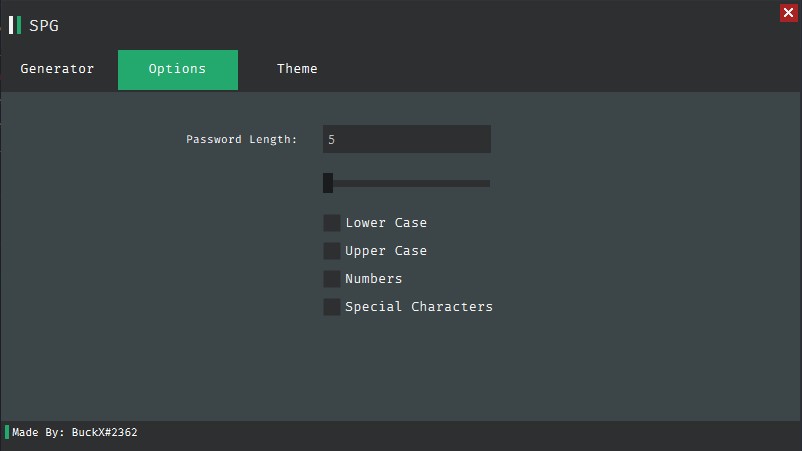 SPG
Generator Options Theme
Password Length: 5
Lower Case
Upper Case
Numbers
Special Characters
Made By: BuckX#2362